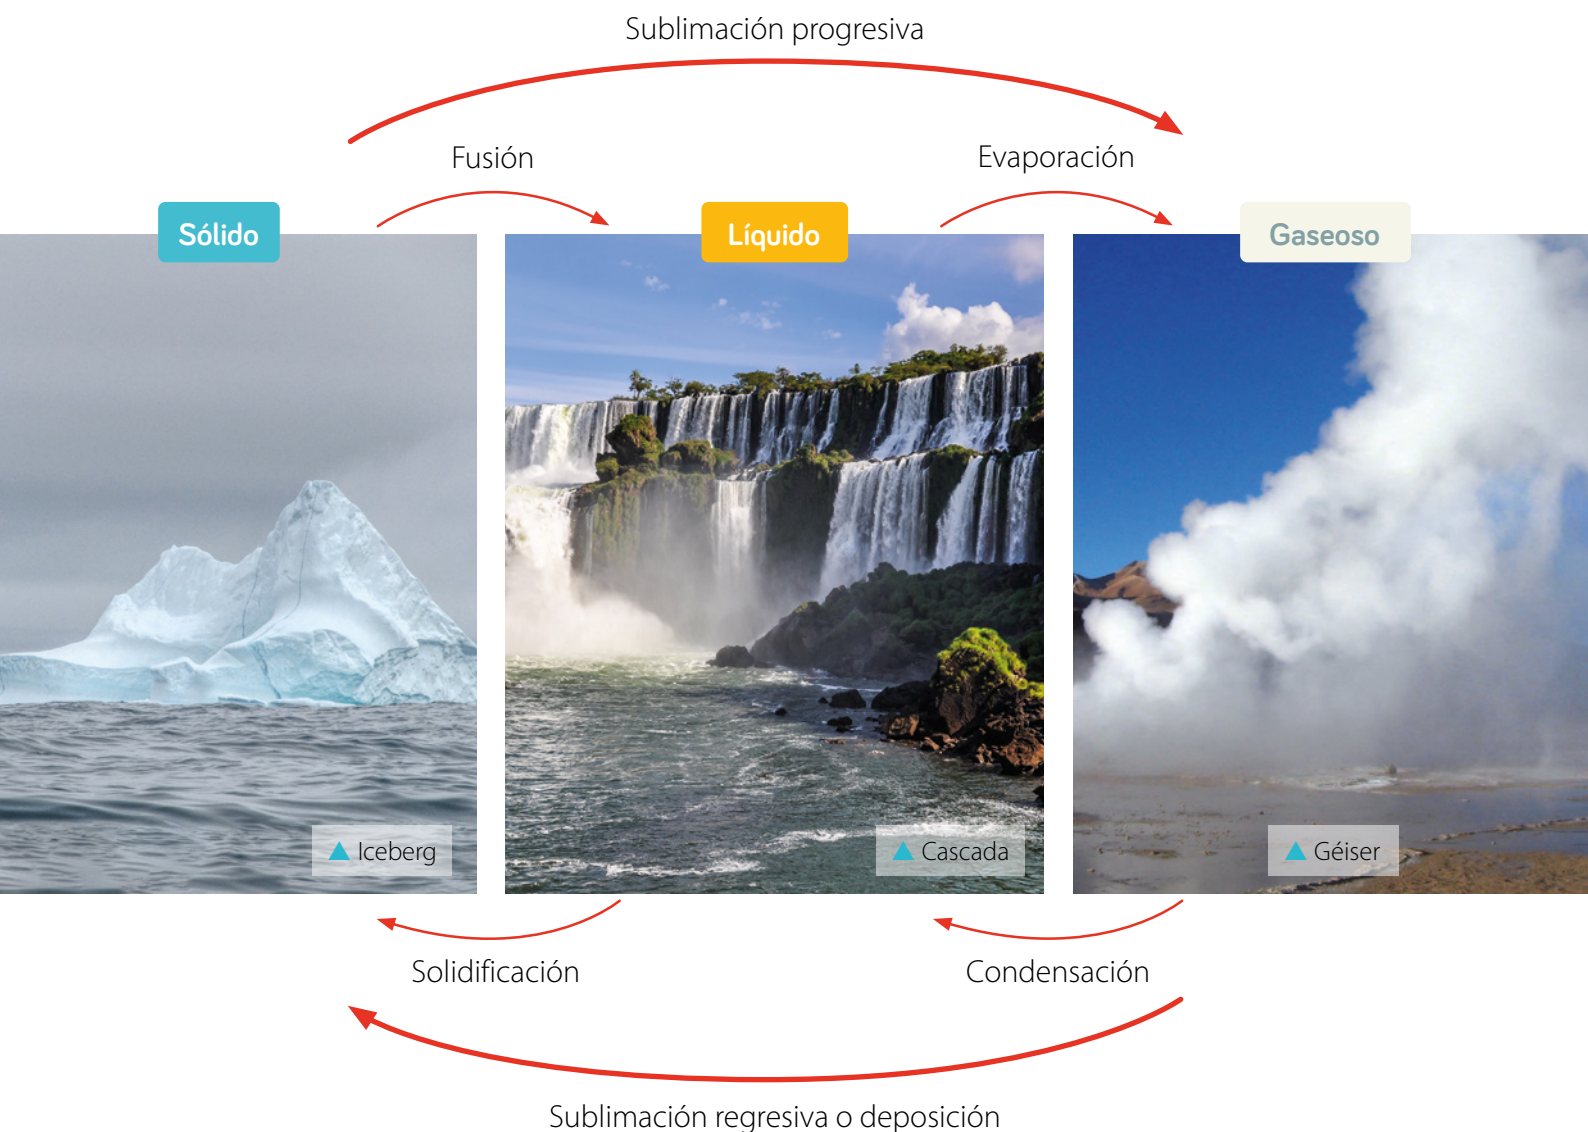 Sublimación progresiva
Fusión
Evaporación
Sólido
Líquido
Gaseoso
Iceberg
Cascada
Géiser
Solidificación
Condensación
Sublimación regresiva o deposición